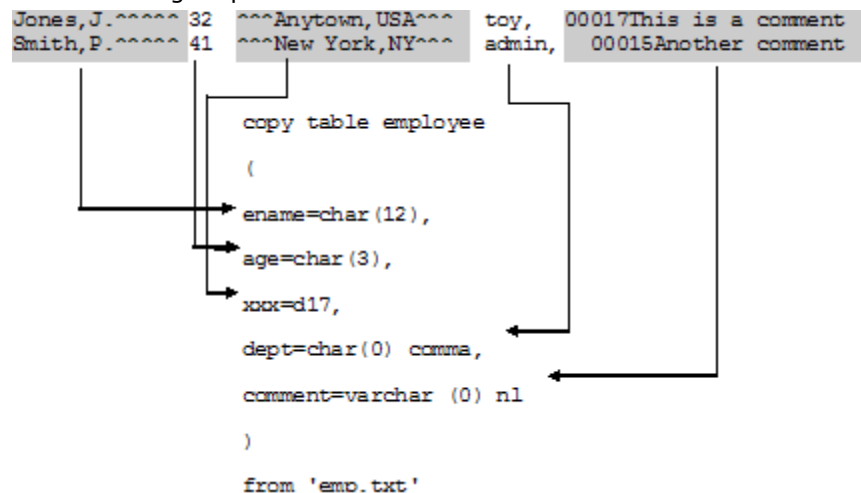 Jones,J.^^^^^ 32 ^^^Anytown,USA^^^ toy, 00017This is a comment
Smith,P.^^^^^ 41 ^^^New York,NY^^^ admin, 00015Another comment
copy table employee
(
ename=char(12),
age=char(3),
xxx=d17,
dept=char(0) comma,
comment=varchar (0) nl
)
from 'emp.txt'